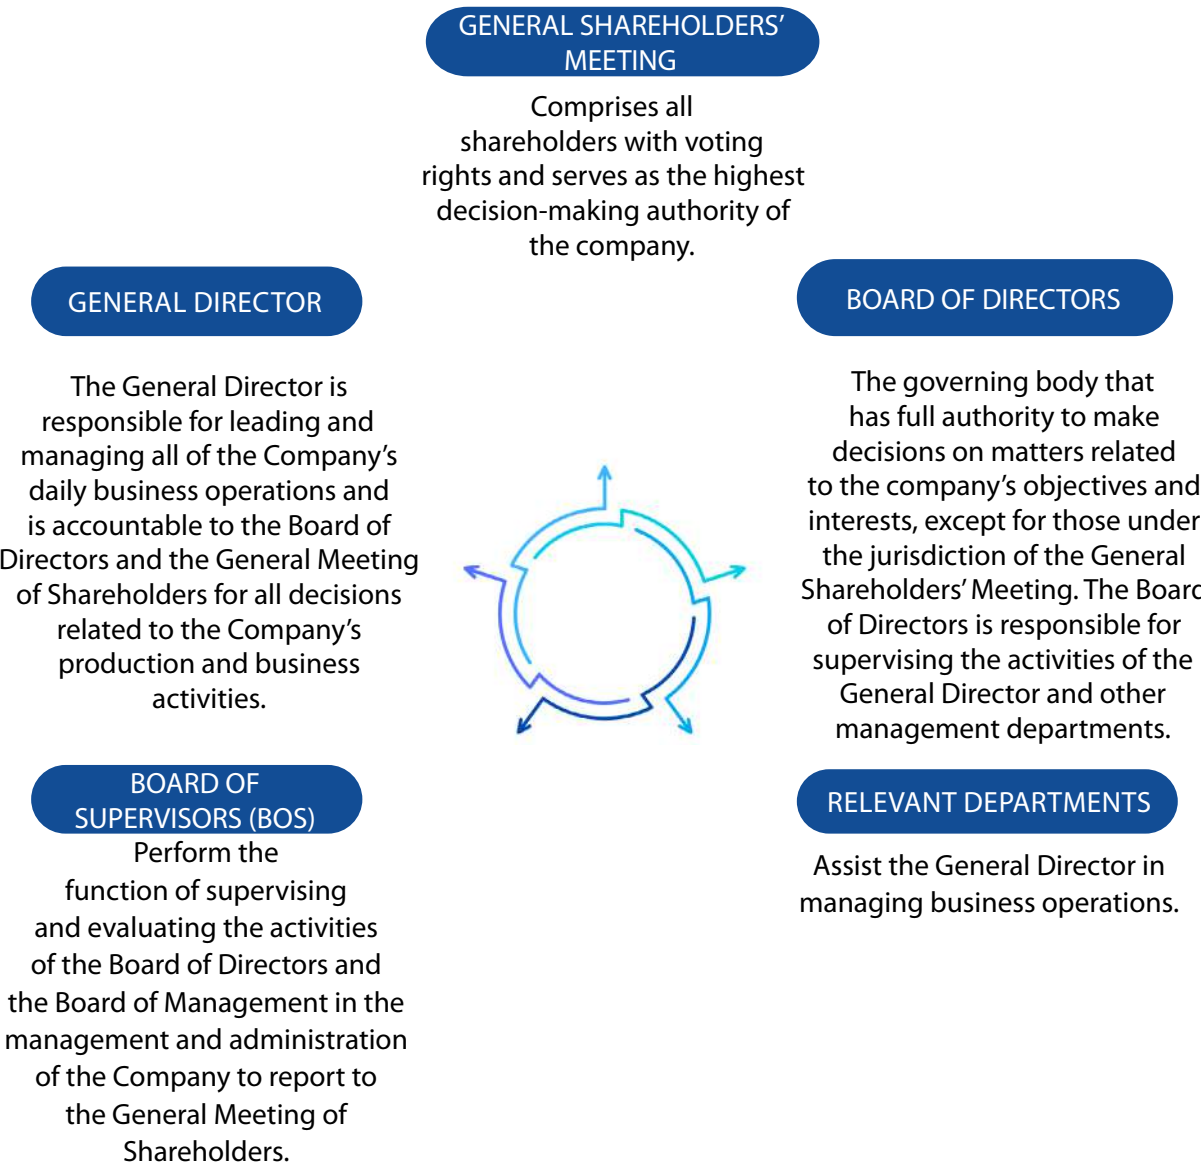 GENERAL SHAREHOLDERS’
MEETING
Comprises all
shareholders with voting
rights and serves as the highest
decision-making authority of
the company.
GENERAL DIRECTOR
The General Director is
responsible for leading and
managing all of the Company’s
daily business operations and
is accountable to the Board of
Directors and the General Meeting
of Shareholders for all decisions
related to the Company’s
production and business
activities.
BOARD OF DIRECTORS
The governing body that
has full authority to make
decisions on matters related
to the company’s objectives and
interests, except for those under
the jurisdiction of the General
Shareholders’ Meeting. The Board
of Directors is responsible for
supervising the activities of the
General Director and other
management departments.
BOARD OF
SUPERVISORS (BOS)
Perform the
function of supervising
and evaluating the activities
of the Board of Directors and
the Board of Management in the
management and administration
of the Company to report to
the General Meeting of
Shareholders.
RELEVANT DEPARTMENTS
Assist the General Director in
managing business operations.